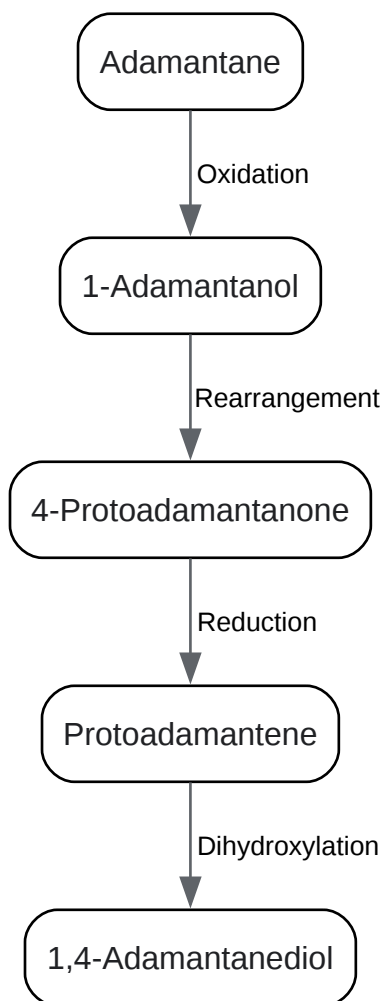 Adamantane
Oxidation
1-Adamantanol
Rearrangement
4-Protoadamantanone
Reduction
Protoadamantene
Dihydroxylation
1,4-Adamantanediol